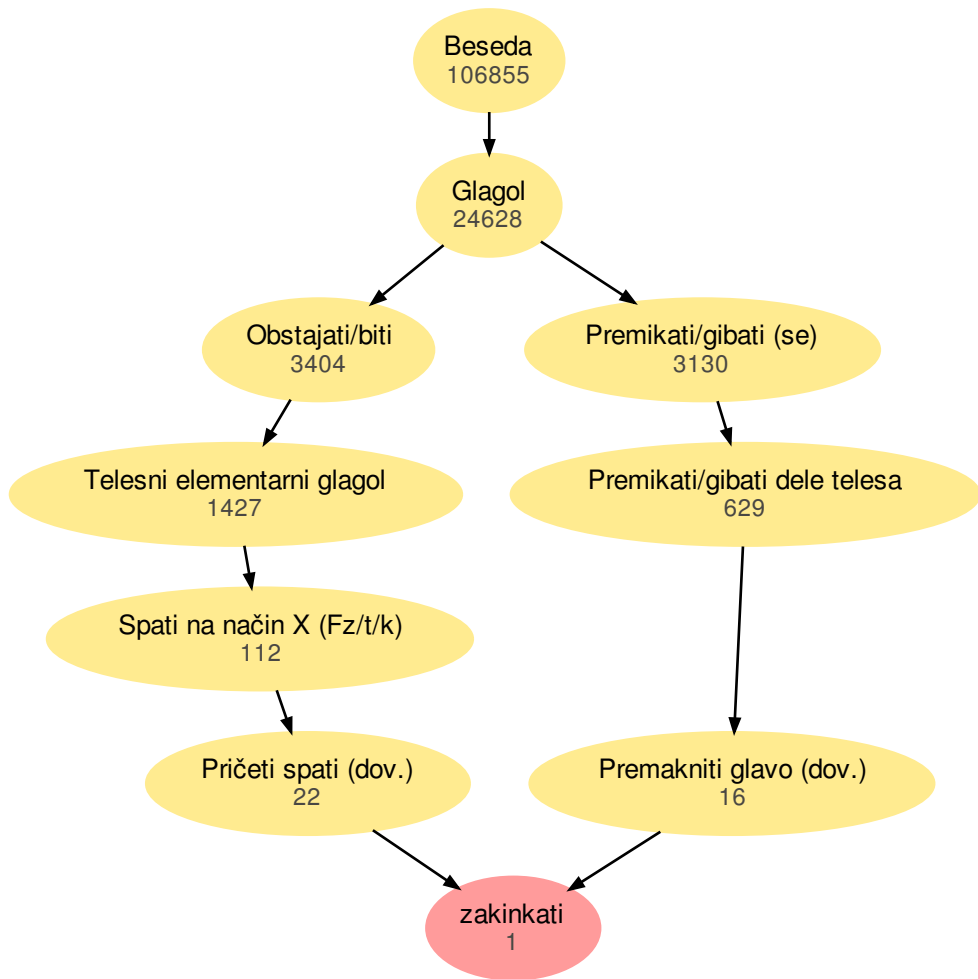 Beseda
106855
Glagol
24628
Obstajati/biti
3404
Premikati/gibati (se)
3130
Telesni elementarni glagol
1427
Premikati/gibati dele telesa
629
Spati na način X (Fz/t/k)
112
Pričeti spati (dov.)
22
Premakniti glavo (dov.)
16
zakinkati
1